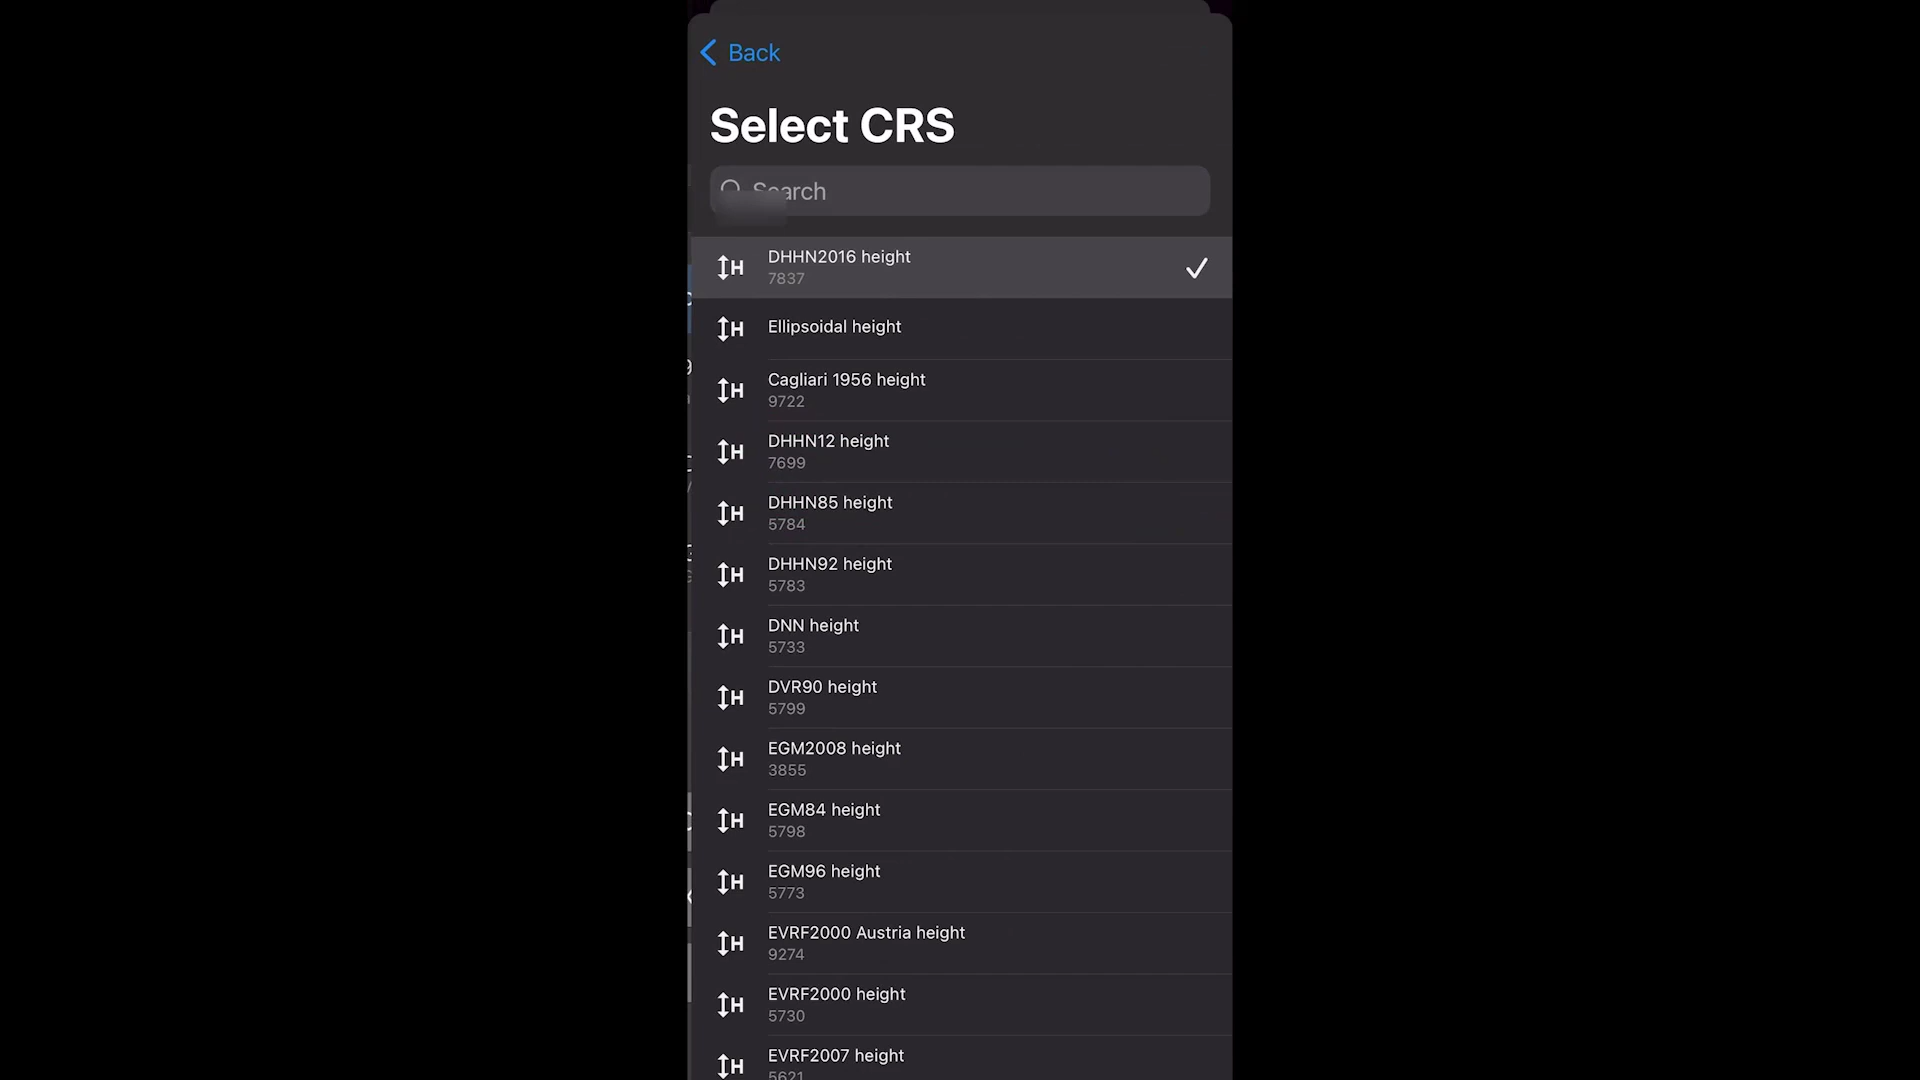 Back
Select CRS
Search
DHHN2016 height
7837
Ellipsoidal height
Cagliari 1956 height
9722
DHHN12 height
7699
DHHN85 height
5784
DHHN92 height
5783
DNN height
5733
DVR90 height
5799
EGM2008 height
3855
EGM84 height
5798
EGM96 height
5773
EVRF2000 Austria height
9274
EVRF2000 height
5730
EVRF2007 height
5621